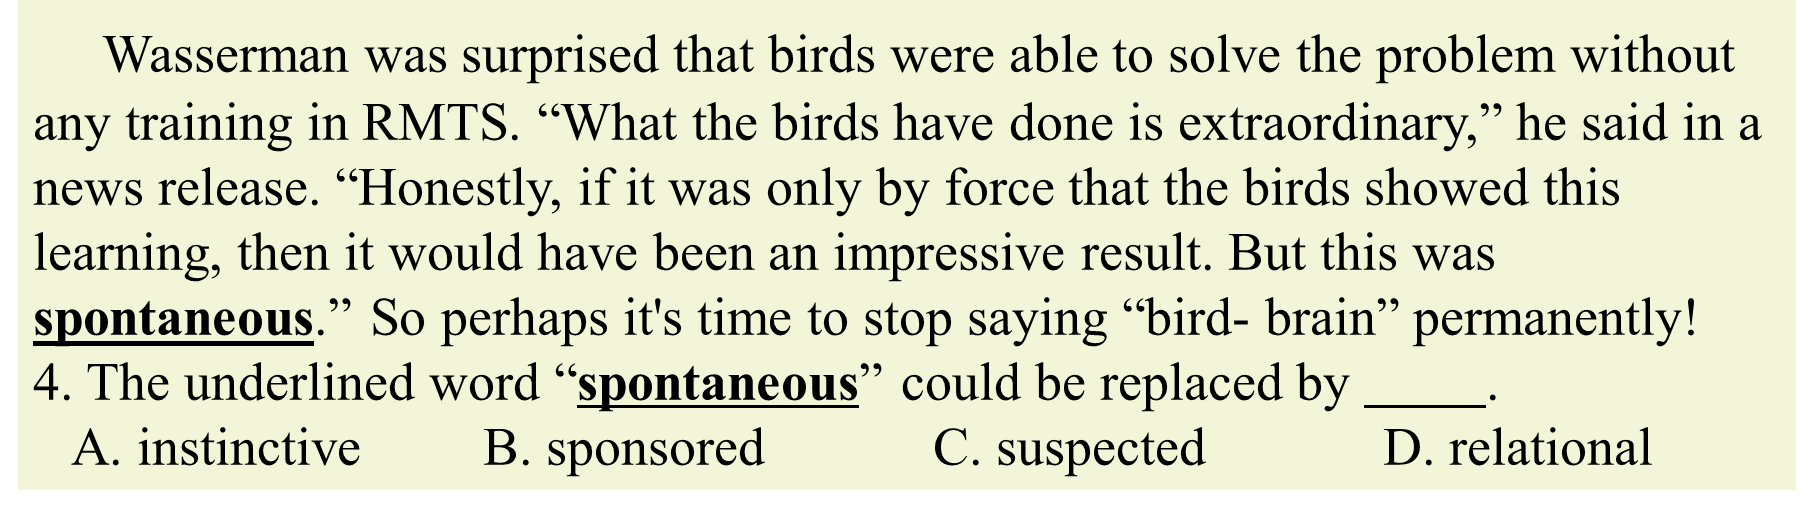 Wasserman was surprised that birds were able to solve the problem without
any training in RMTS. “What the birds have done is extraordinary,” he said in a
news release. “Honestly, if it was only by force that the birds showed this
learning, then it would have been an impressive result. But this was
spontaneous.” So perhaps it's time to stop saying “bird- brain” permanently!
4. The underlined word “spontaneous” could be replaced by _____.
A. instinctive B. sponsored C. suspected D. relational